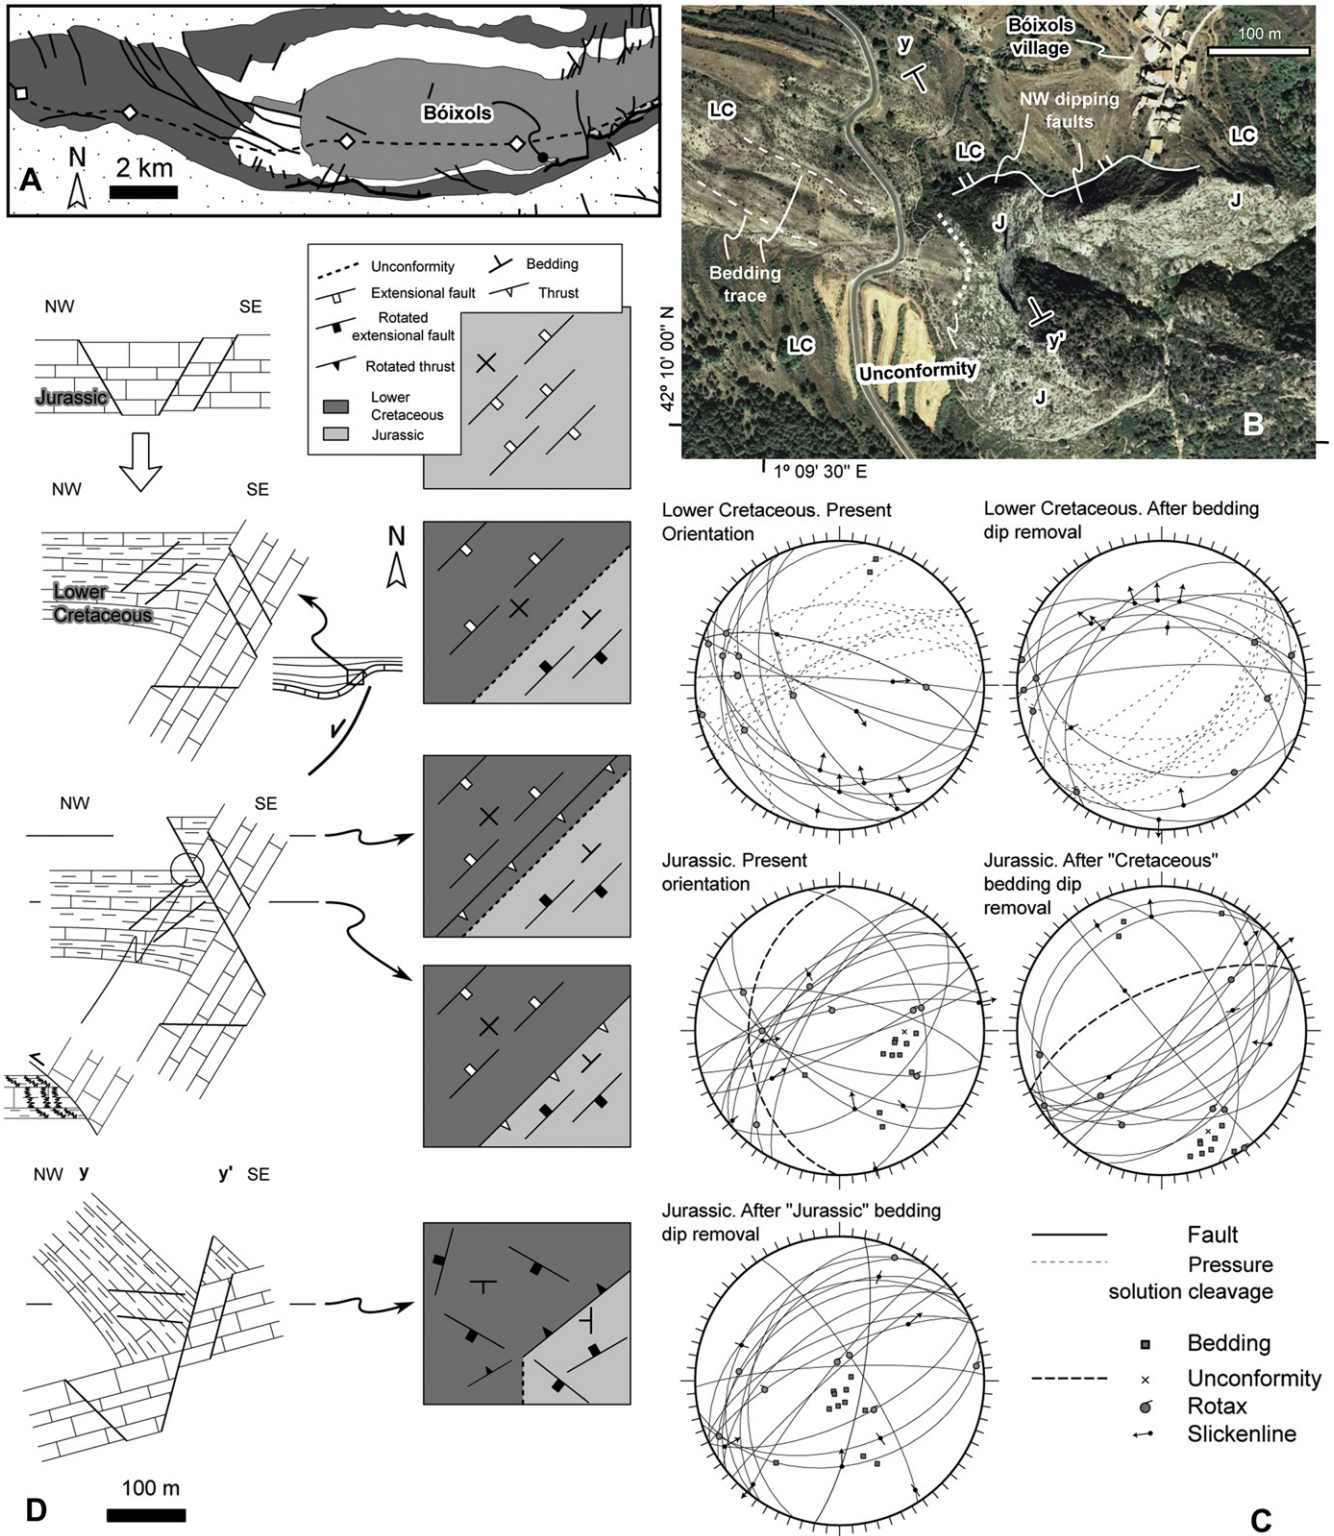 Bóixols
A
N
2 km
y
Bóixols
village
100 m
LC
NW dipping
faults
LC
LC
J
J
Bedding
trace
y'
LC
Unconformity
J
B
42º 10' 00" N
1º 09' 30" E
Unconformity
Bedding
Extensional fault
Thrust
Rotated
extensional fault
Rotated thrust
Lower
Cretaceous
Jurassic
NW
SE
Jurassic
NW
SE
Lower
Cretaceous
N
NW
SE
NW
y
y'
SE
100 m
D
Lower Cretaceous. Present
Orientation
Lower Cretaceous. After bedding
dip removal
Jurassic. Present
orientation
Jurassic. After "Cretaceous"
bedding dip
removal
Jurassic. After "Jurassic" bedding
dip removal
Fault
Pressure
solution cleavage
Bedding
Unconformity
Rotax
Slickenline
C